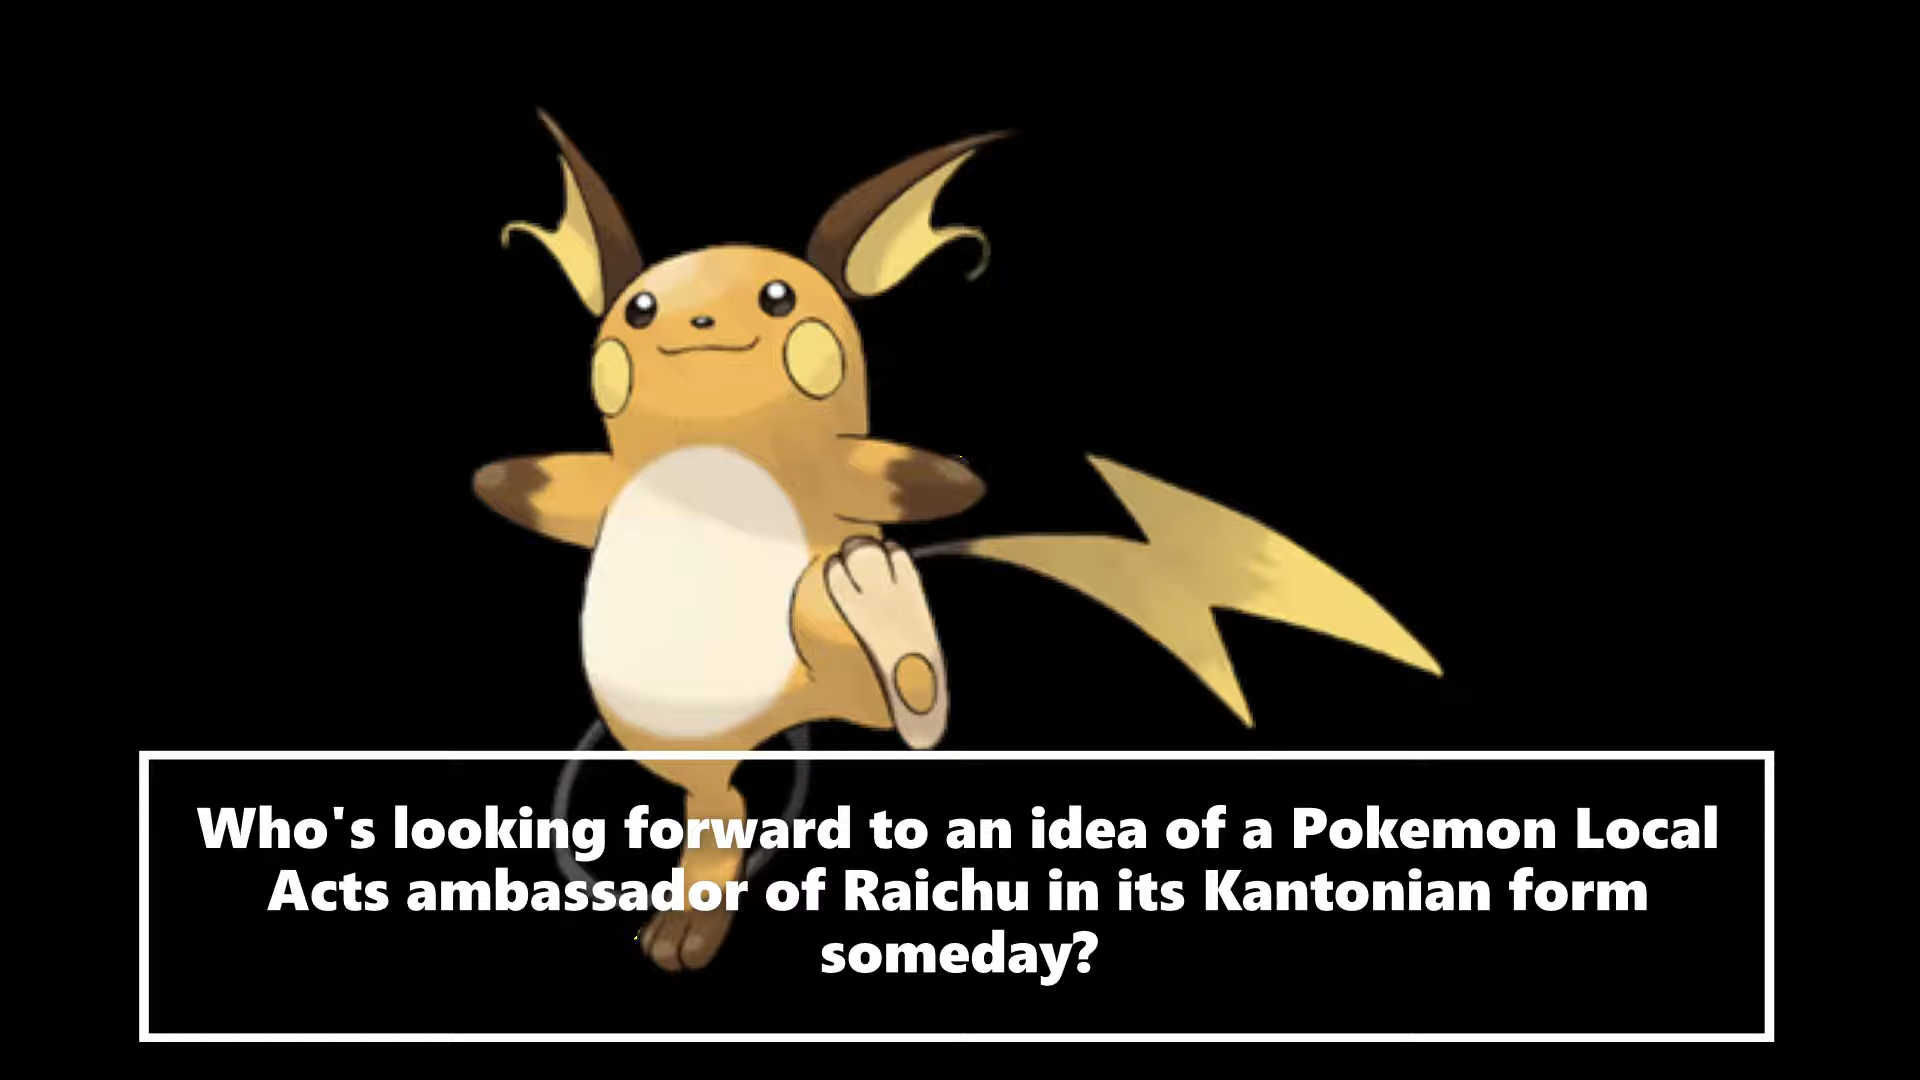 Who's looking forward to an idea of a Pokemon Local
Acts ambassador of Raichu in its Kantonian form
someday?